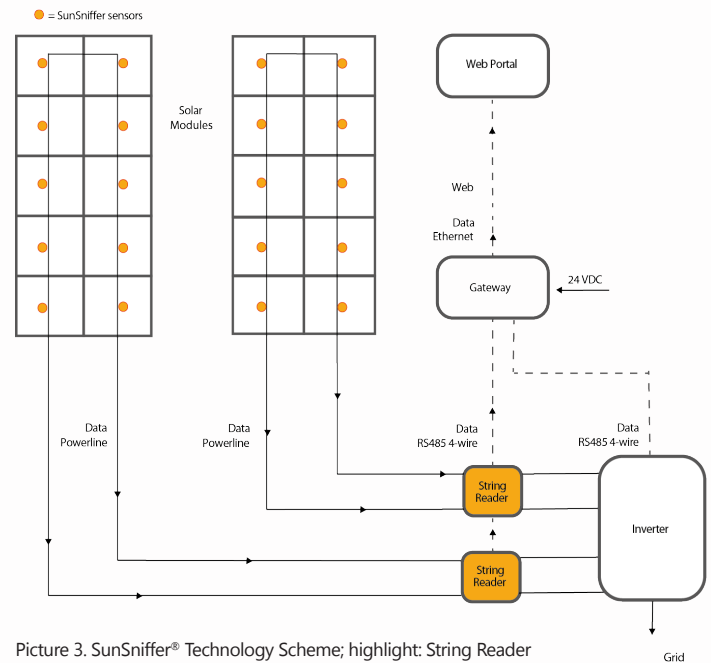 = SunSniffer sensors
Solar
Modules
Web Portal
Web
Data
Ethernet
Gateway
24 VDC
Data
Powerline
Data
Powerline
Data
RS485 4-wire
Data
RS485 4-wire
String
Reader
Inverter
String
Reader
Grid
Picture 3. SunSniffer® Technology Scheme; highlight: String Reader